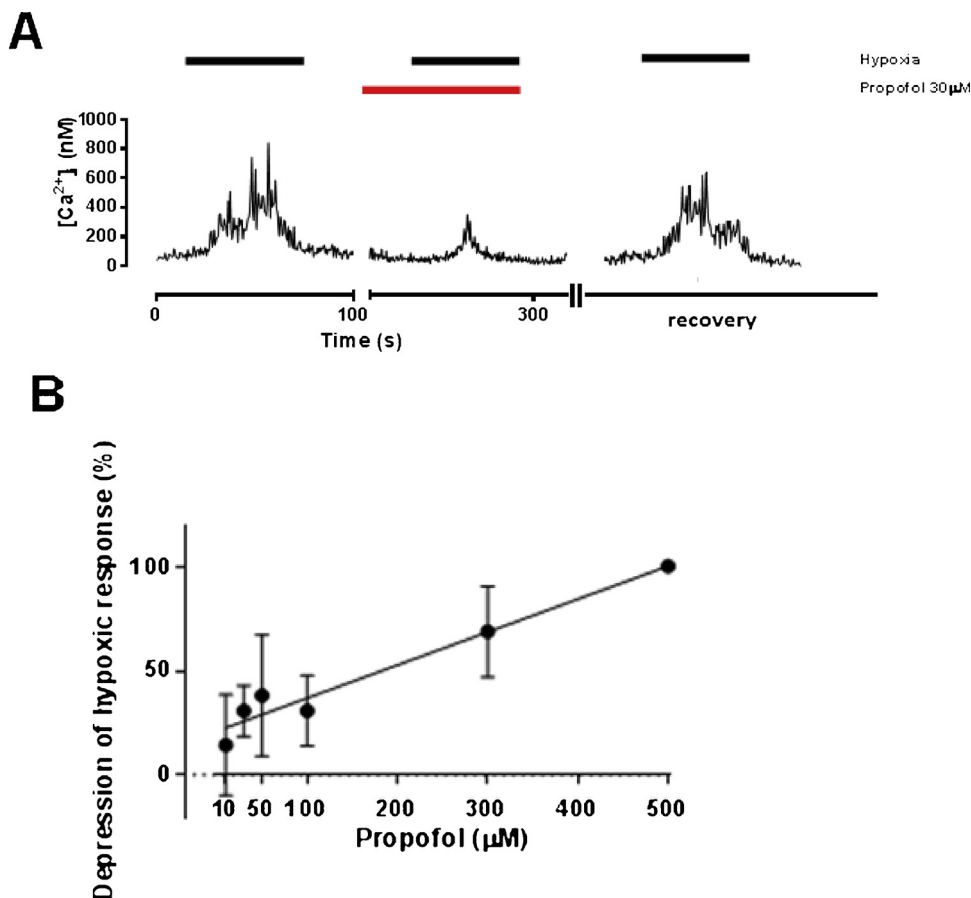 A
Hypoxia
Propofol 30µM
[Ca2+]i (nM)
1000
800
600
400
200
0
0
100
300
recovery
Time (s)
B
Depression of hypoxic response (%)
100
50
0
10
50
100
200
300
400
500
Propofol (µM)